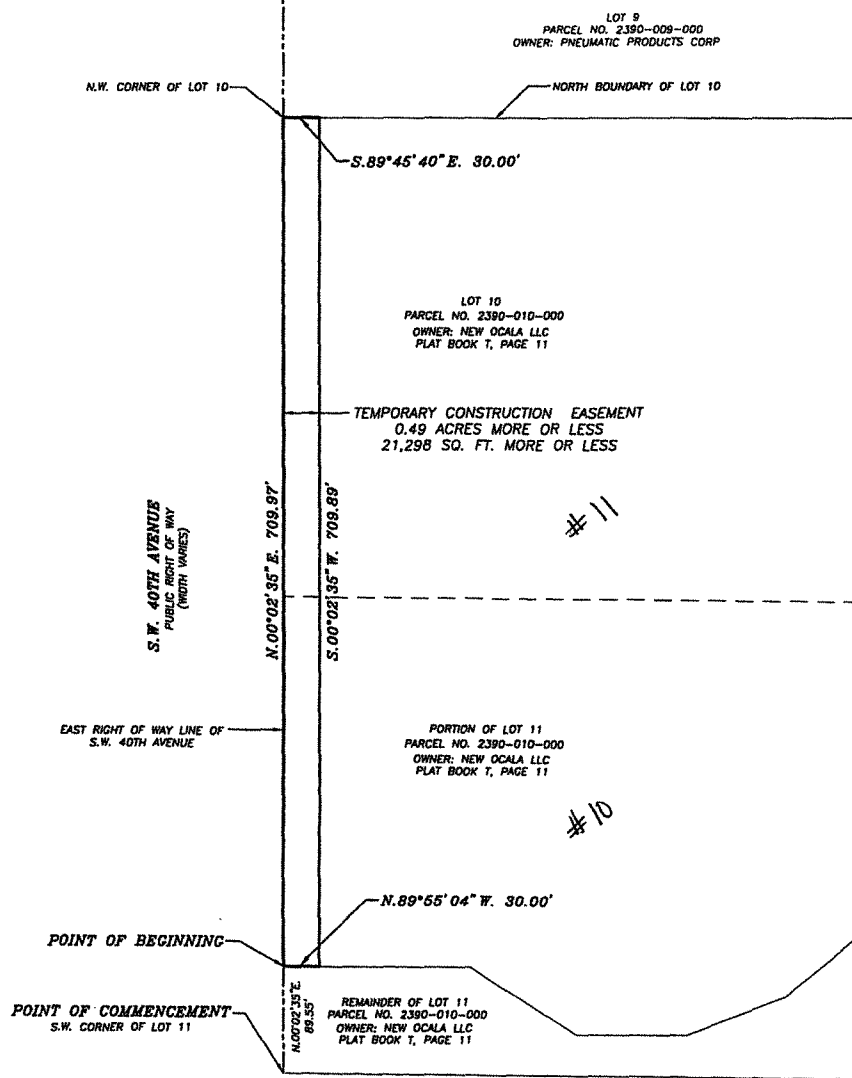 LOT 9
PARCEL NO. 2390-009-000
OWNER: PNEUMATIC PRODUCTS CORP
N.W. CORNER OF LOT 10
NORTH BOUNDARY OF LOT 10
S.89°45'40"E. 30.00'
LOT 10
PARCEL NO. 2390-010-000
OWNER: NEW OCALA LLC
PLAT BOOK T, PAGE 11
TEMPORARY CONSTRUCTION EASEMENT
0.49 ACRES MORE OR LESS
21,298 SQ. FT. MORE OR LESS
# 11
S.W. 40TH AVENUE
PUBLIC RIGHT OF WAY
(WIDTH VARIES)
N.00°02'35"E. 709.97'
S.00°02'35"W. 709.89'
EAST RIGHT OF WAY LINE OF
S.W. 40TH AVENUE
PORTION OF LOT 11
PARCEL NO. 2390-010-000
OWNER: NEW OCALA LLC
PLAT BOOK T, PAGE 11
# 10
N.89°55'04"W. 30.00'
POINT OF BEGINNING
POINT OF COMMENCEMENT
S.W. CORNER OF LOT 11
N.00°02'35"E.
89.55'
REMAINDER OF LOT 11
PARCEL NO. 2390-010-000
OWNER: NEW OCALA LLC
PLAT BOOK T, PAGE 11